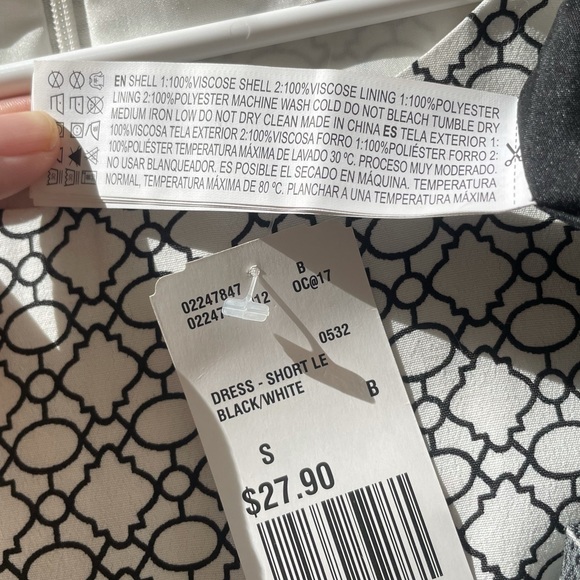 EN SHELL 1:100%VISCOSE SHELL 2:100%VISCOSE LINING 1:100%POLYESTER
LINING 2:100%POLYESTER MACHINE WASH COLD DO NOT BLEACH TUMBLE DRY
MEDIUM IRON LOW DO NOT DRY CLEAN MADE IN CHINA ES TELA EXTERIOR 1:
100%VISCOSA TELA EXTERIOR 2:100%VISCOSA FORRO 1:100%POLIÉSTER FORRO 2:
100%POLIÉSTER TEMPERATURA MÁXIMA DE LAVADO 30 ºC. PROCESO MUY MODERADO.
NO USAR BLANQUEADOR. ES POSIBLE EL SECADO EN MÁQUINA. TEMPERATURA
NORMAL, TEMPERATURA MÁXIMA DE 80 ºC. PLANCHAR A UNA TEMPERATURA MÁXIMA
02247847 B
0224 12 OC@17
0532
DRESS - SHORT LE
BLACK/WHITE B
S
$27.90